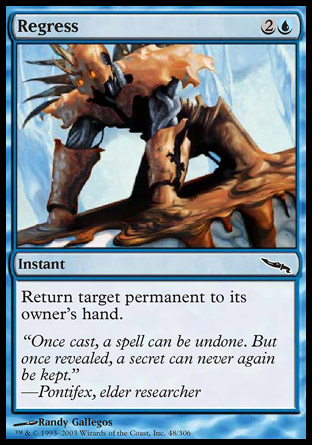 Regress 2
Instant
Return target permanent to its
owner's hand.
"Once cast, a spell can be undone. But
once revealed, a secret can never again
be kept."
—Pontifex, elder researcher
Randy Gallegos
™ & © 1993–2003 Wizards of the Coast, Inc. 48/306